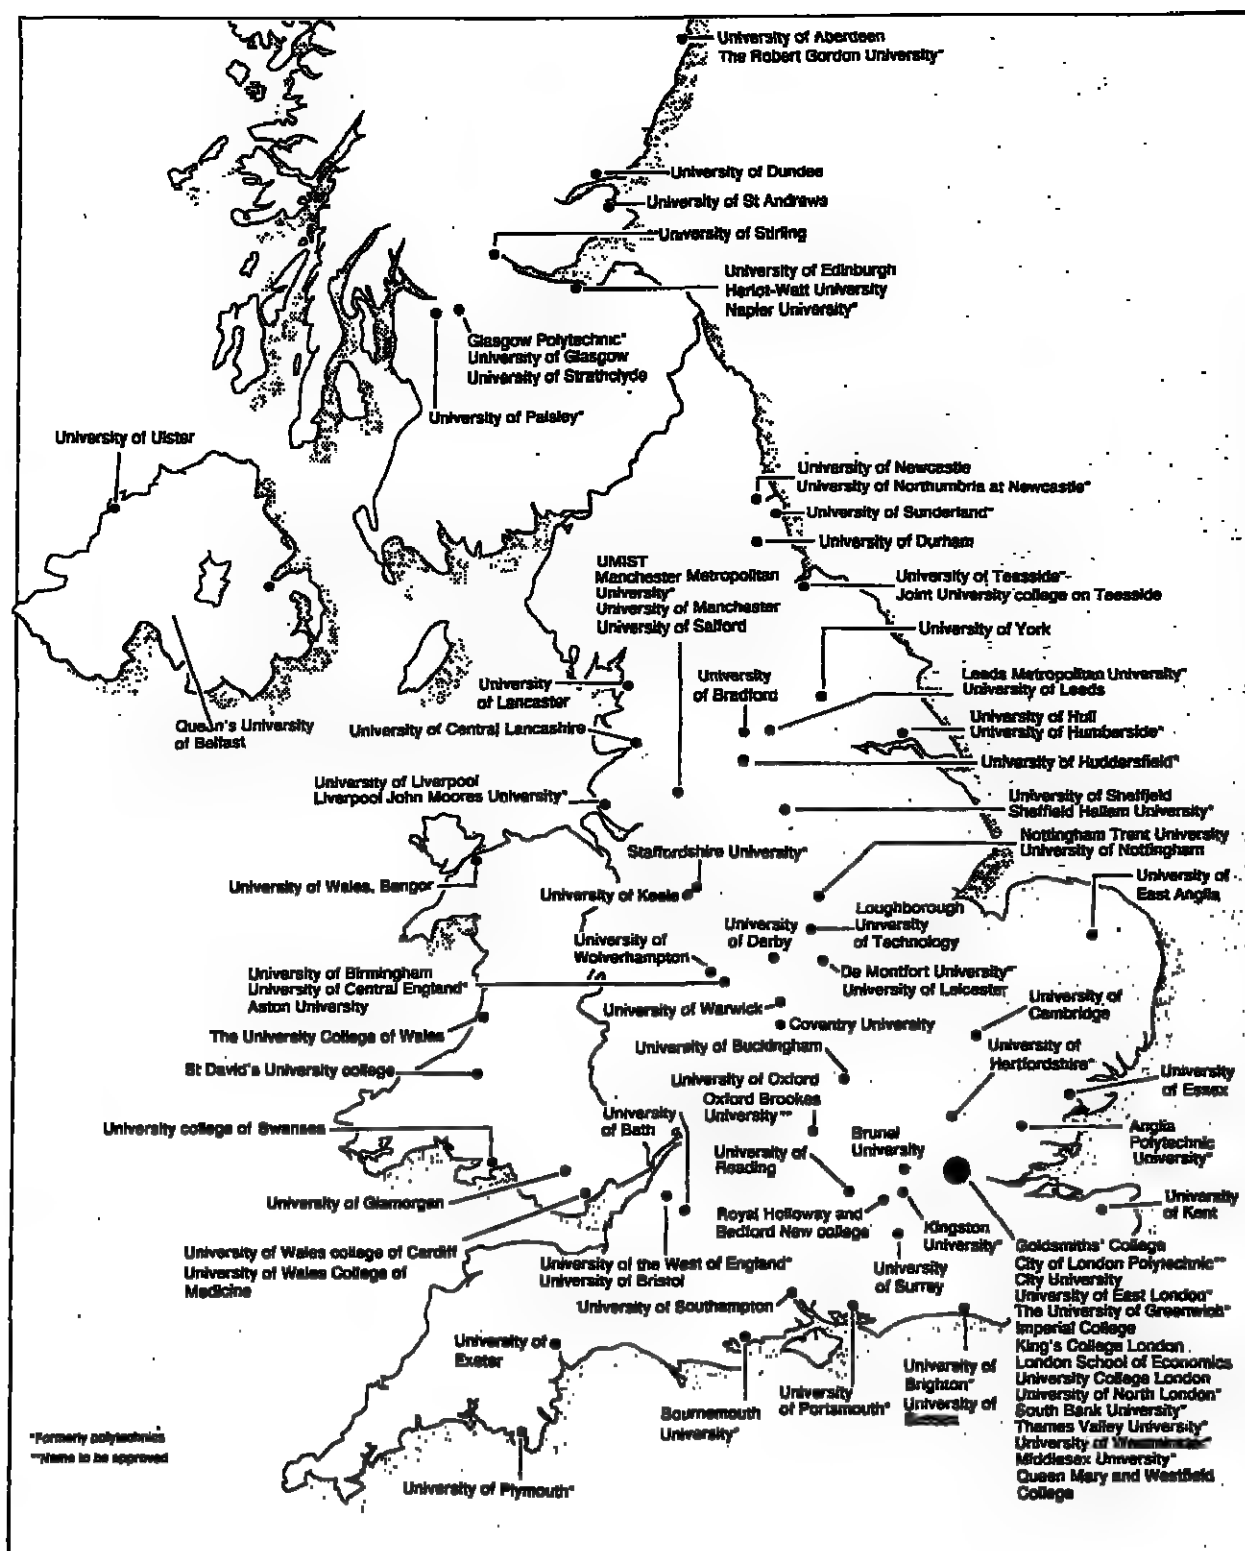 University of Aberdeen
The Robert Gordon University*
University of Dundee
University of St Andrews
University of Stirling
University of Edinburgh
Heriot-Watt University
Napier University*
Glasgow Polytechnic*
University of Glasgow
University of Strathclyde
University of Paisley*
University of Ulster
University of Newcastle
University of Northumbria at Newcastle*
University of Sunderland*
University of Durham
UMIST
Manchester Metropolitan
University*
University of Manchester
University of Salford
University of Teesside*
Joint University college on Teesside
University of York
University
of Lancaster
University
of Bradford
Leeds Metropolitan University*
University of Leeds
Queen's University
of Belfast
University of Central Lancashire
University of Hull
University of Humberside*
University of Huddersfield*
University of Liverpool
Liverpool John Moores University*
University of Sheffield
Sheffield Hallam University*
Nottingham Trent University
University of Nottingham
Staffordshire University*
University of Wales, Bangor
University of Keele
University of
East Anglia
Loughborough
University
of Technology
University
of Derby
University of
Wolverhampton
University of Birmingham
University of Central England*
Aston University
De Montfort University*
University of Leicester
University of Warwick
University of
Cambridge
The University College of Wales
Coventry University
University of Buckingham
University of
Hertfordshire*
St David's University college
University of Oxford
Oxford Brookes
University**
University
of Essex
University college of Swansea
University
of Bath
Brunel
University
Anglia
Polytechnic
University*
University of
Reading
University of Glamorgan
Royal Holloway and
Bedford New college
Kingston
University*
University
of Kent
University of Wales college of Cardiff
University of Wales College of
Medicine
University of the West of England*
University of Bristol
University
of Surrey
University of Southampton
Goldsmiths' College
City of London Polytechnic**
City University
University of East London*
The University of Greenwich*
Imperial College
King's College London
London School of Economics
University College London
University of North London*
South Bank University*
Thames Valley University*
University of Westminster*
Middlesex University*
Queen Mary and Westfield
College
University of
Exeter
University of
Brighton*
University of
University
of Portsmouth*
Bournemouth
University*
University of Plymouth*
*Formerly polytechnics
**Name to be approved